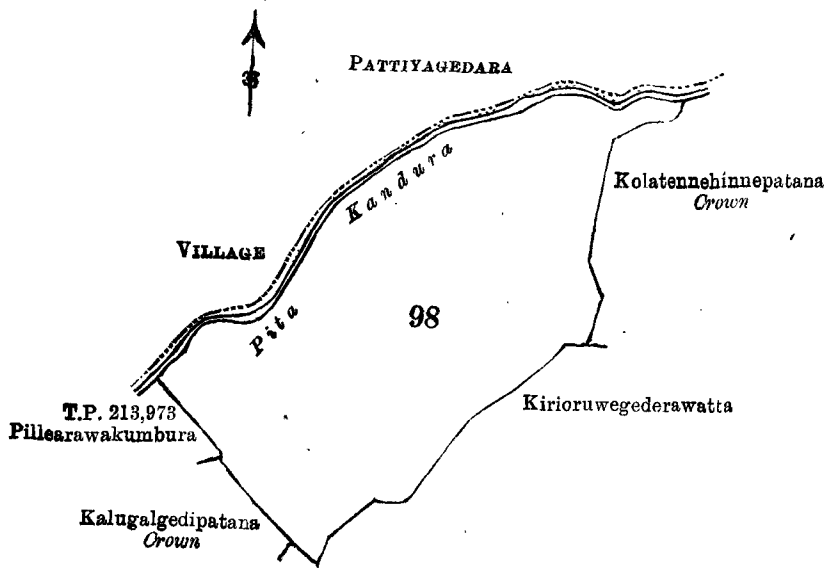 PATTIYAGEDARA
Kolatennehinnepatana
Crown
Pita Kandura
VILLAGE
98
Kirioruwegederawatta
T.P. 213,973
Pillearawakumbura
Kalugalgedipatana
Crown